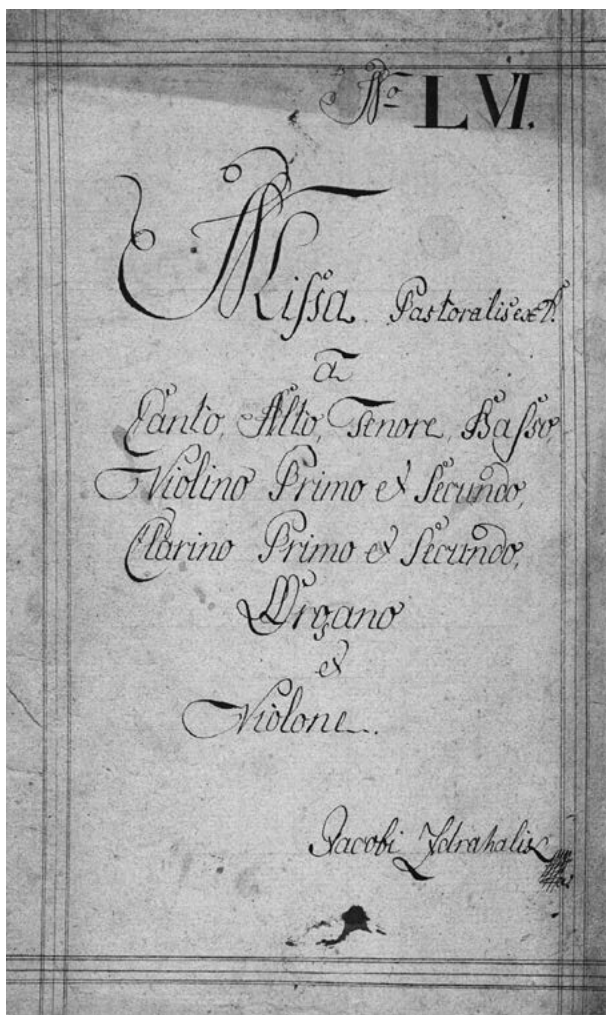 No LVI.
Missa Pastoralis ex D.
a
Canto, Alto, Tenore, Basso,
Violino Primo et Secundo,
Clarino Primo et Secundo,
Organo
et
Violone.
Jacobi